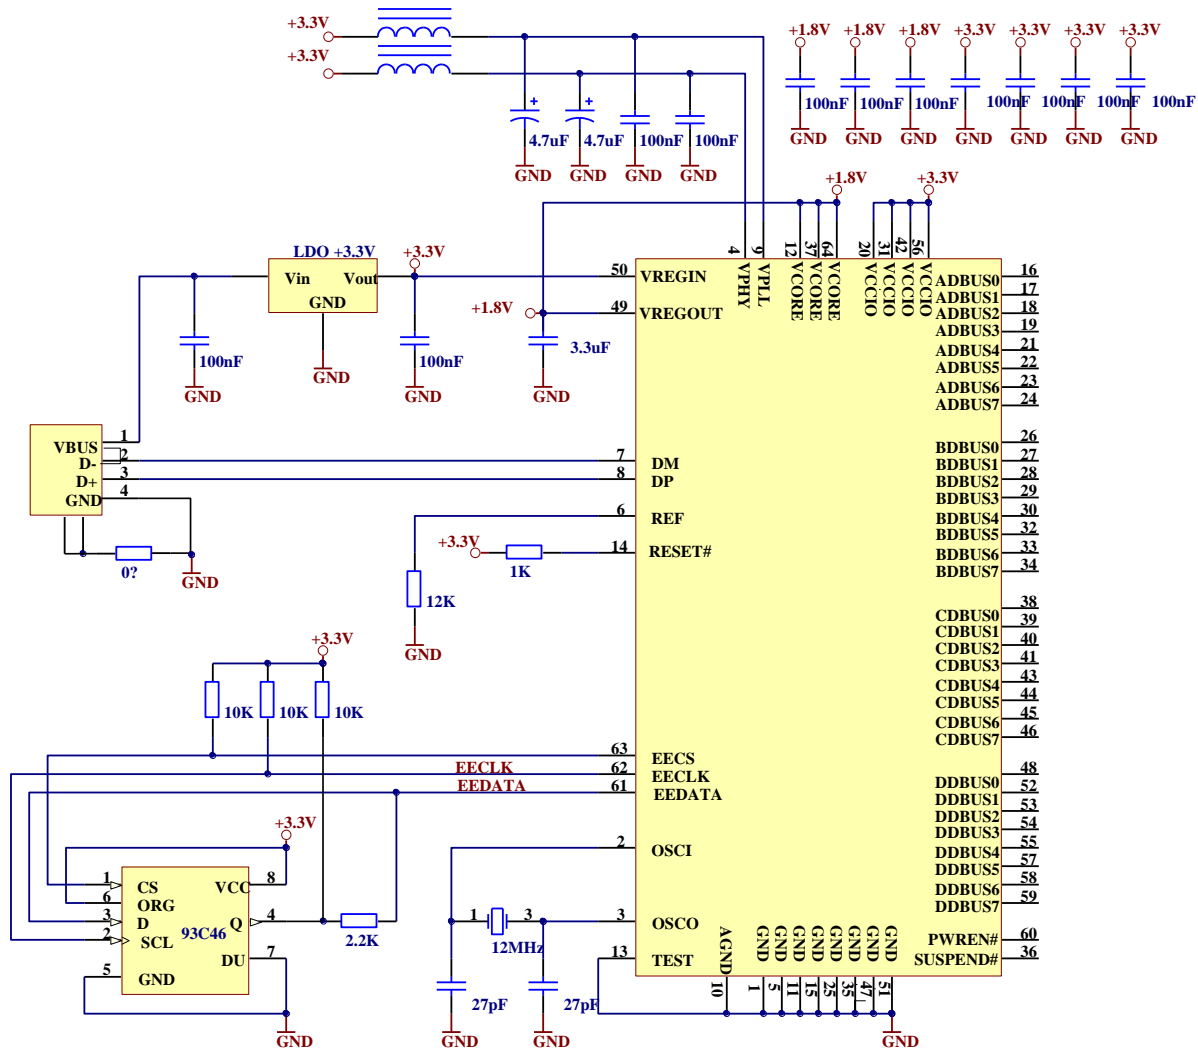 +3.3V
+3.3V
4.7uF
4.7uF
100nF
100nF
GND
GND
GND
GND
+1.8V
+1.8V
+1.8V
+3.3V
+3.3V
+3.3V
+3.3V
100nF
100nF
100nF
100nF
100nF
100nF
100nF
GND
GND
GND
GND
GND
GND
GND
+1.8V
+3.3V
4
9
12
37
64
20
31
42
56
VPHY
VPLL
VCORE
VCORE
VCORE
VCCIO
VCCIO
VCCIO
VCCIO
LDO +3.3V
Vin
Vout
GND
+3.3V
100nF
GND
GND
100nF
GND
+1.8V
3.3uF
GND
50
VREGIN
49
VREGOUT
VBUS
1
D-
2
D+
3
GND
4
0?
GND
7
DM
8
DP
6
REF
14
RESET#
+3.3V
1K
12K
GND
+3.3V
10K
10K
10K
63
EECS
EECLK
62
EECLK
EEDATA
61
EEDATA
+3.3V
1
CS
6
ORG
3
D
2
SCL
5
GND
93C46
VCC
8
Q
4
DU
7
2.2K
GND
2
OSCI
3
OSCO
13
TEST
1
3
12MHz
27pF
27pF
GND
GND
AGND
GND
GND
GND
GND
GND
GND
GND
GND
10
1
5
11
15
25
35
47
51
GND
ADBUS0
16
ADBUS1
17
ADBUS2
18
ADBUS3
19
ADBUS4
21
ADBUS5
22
ADBUS6
23
ADBUS7
24
BDBUS0
26
BDBUS1
27
BDBUS2
28
BDBUS3
29
BDBUS4
30
BDBUS5
32
BDBUS6
33
BDBUS7
34
CDBUS0
38
CDBUS1
39
CDBUS2
40
CDBUS3
41
CDBUS4
43
CDBUS5
44
CDBUS6
45
CDBUS7
46
DDBUS0
48
DDBUS1
52
DDBUS2
53
DDBUS3
54
DDBUS4
55
DDBUS5
57
DDBUS6
58
DDBUS7
59
PWREN#
60
SUSPEND#
36